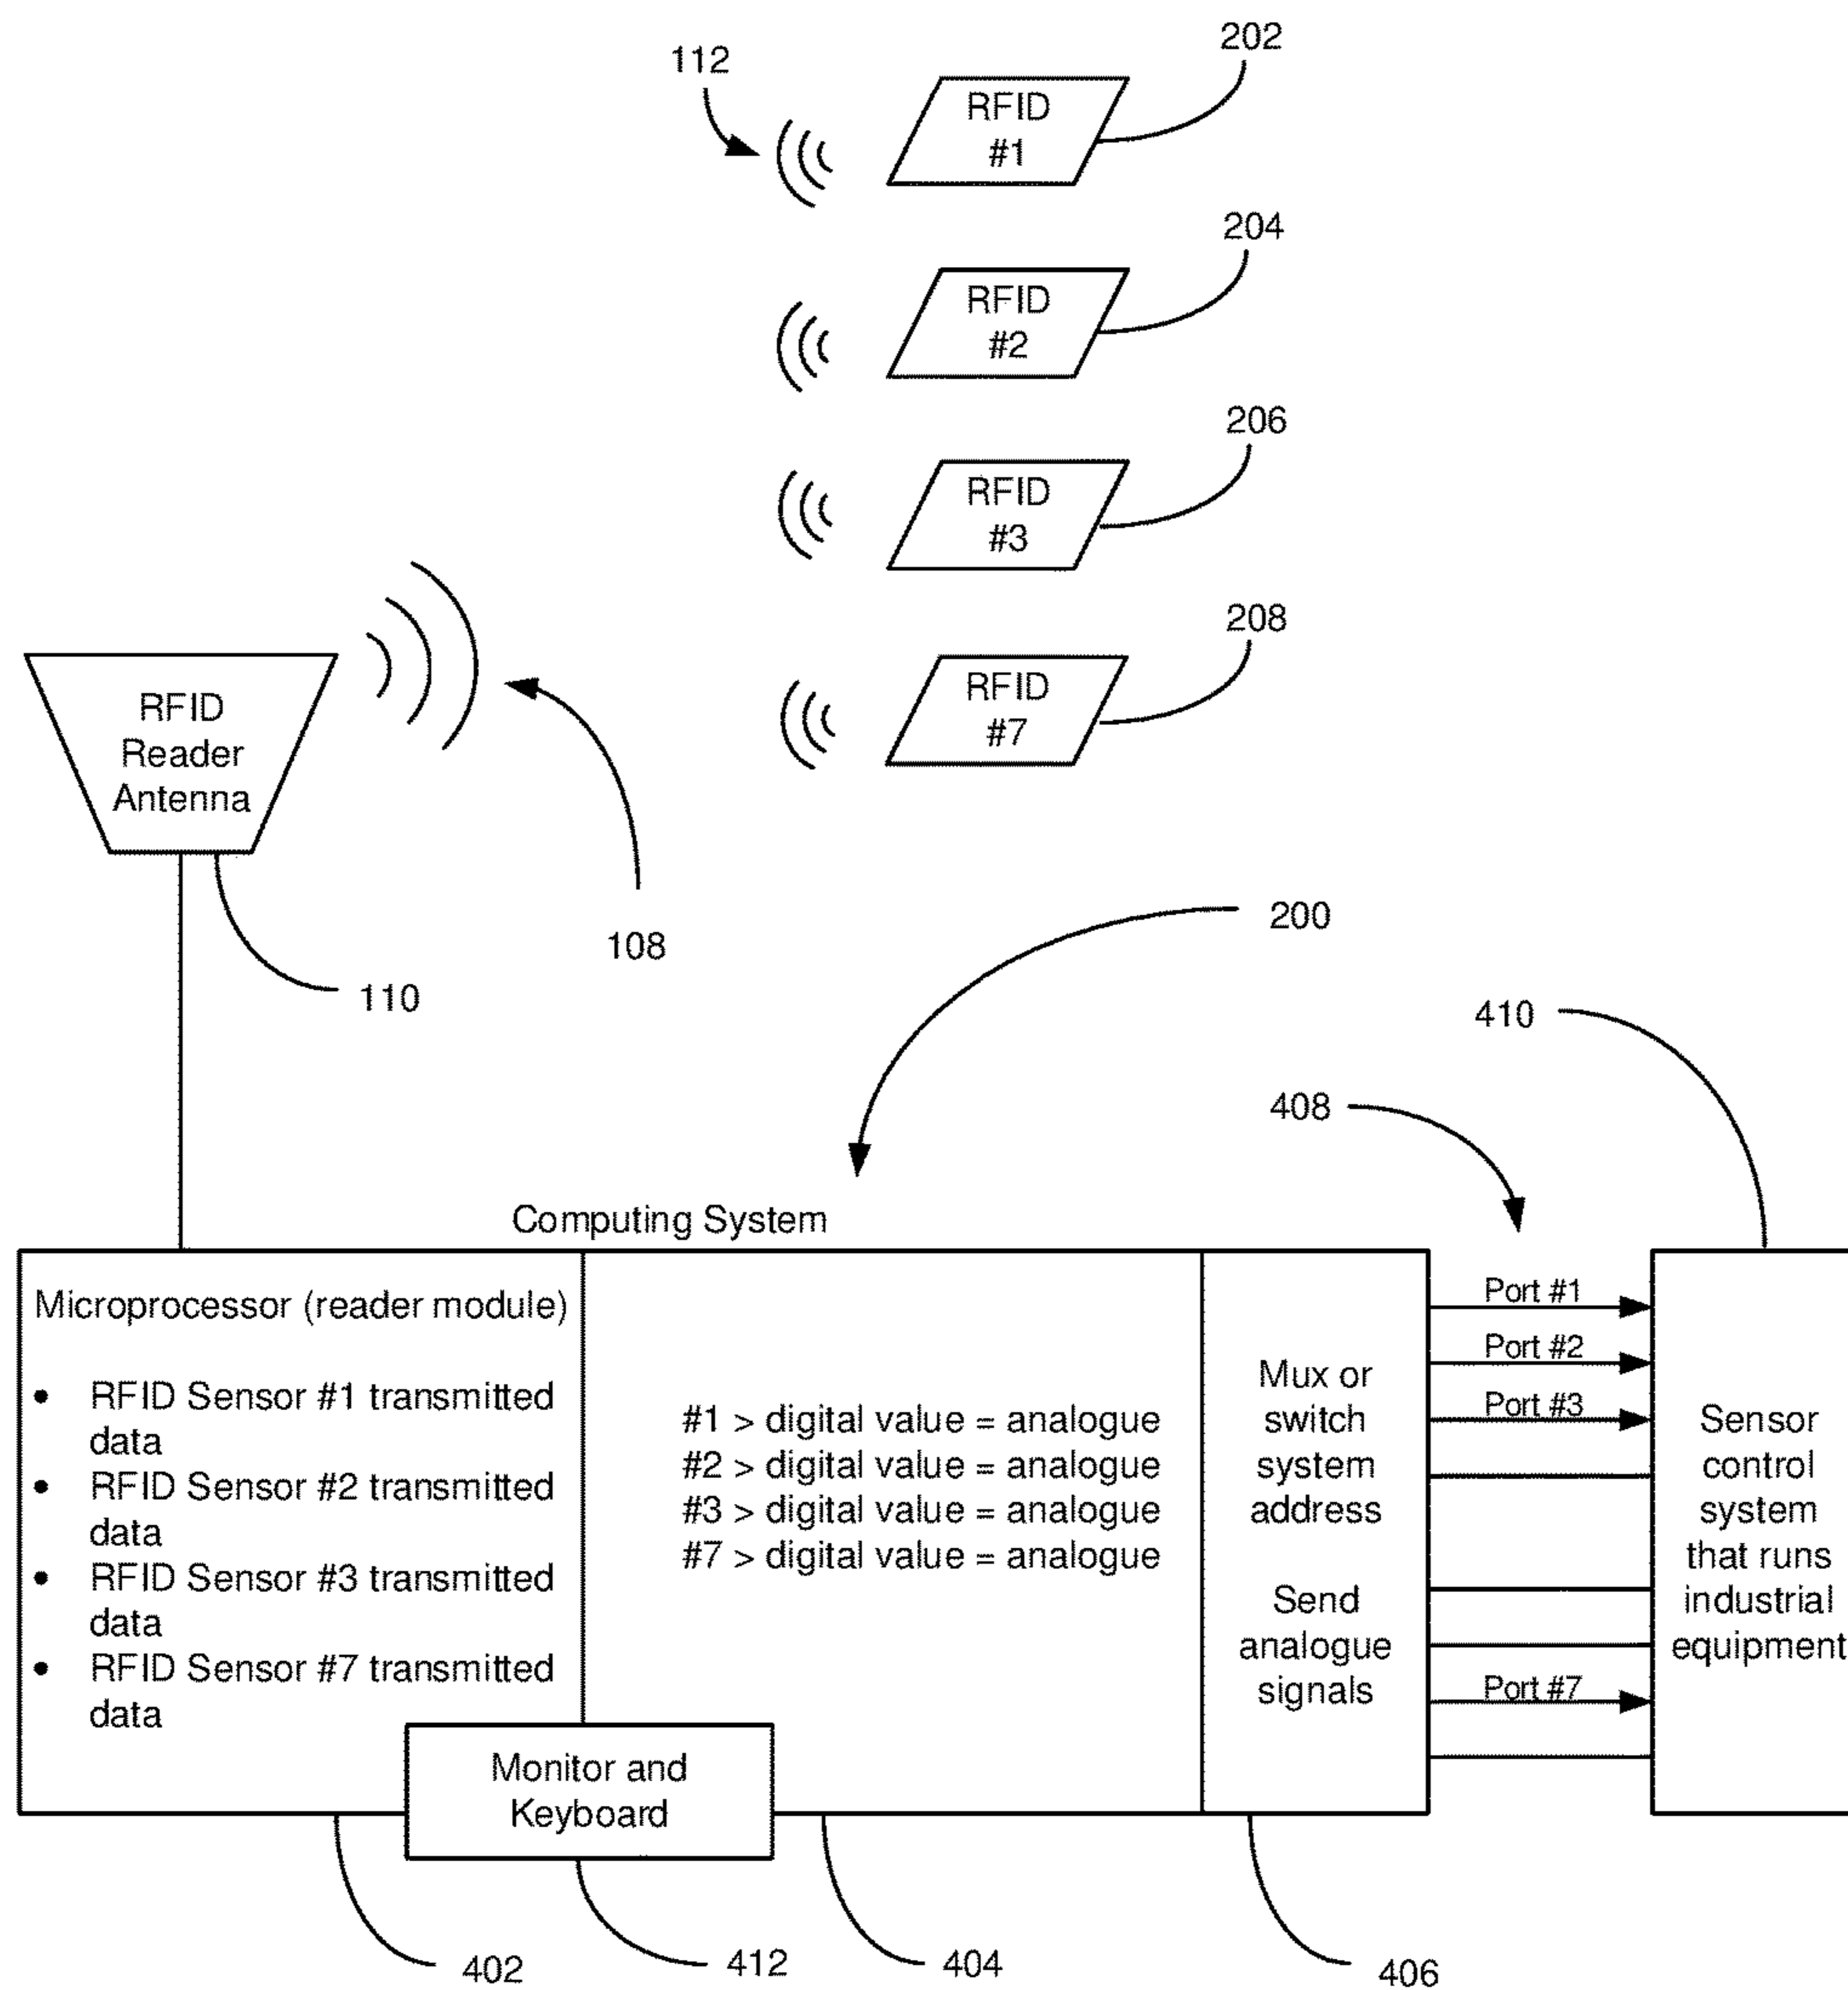 202
112
RFID
#1
204
RFID
#2
206
RFID
#3
208
RFID
#7
RFID
Reader
Antenna
108
200
110
410
408
Computing System
Microprocessor (reader module)
• RFID Sensor #1 transmitted
data
• RFID Sensor #2 transmitted
data
• RFID Sensor #3 transmitted
data
• RFID Sensor #7 transmitted
data
#1 > digital value = analogue
#2 > digital value = analogue
#3 > digital value = analogue
#7 > digital value = analogue
Mux or
switch
system
address
Send
analogue
signals
Port #1
Port #2
Port #3
Port #7
Sensor
control
system
that runs
industrial
equipment
Monitor and
Keyboard
402
412
404
406